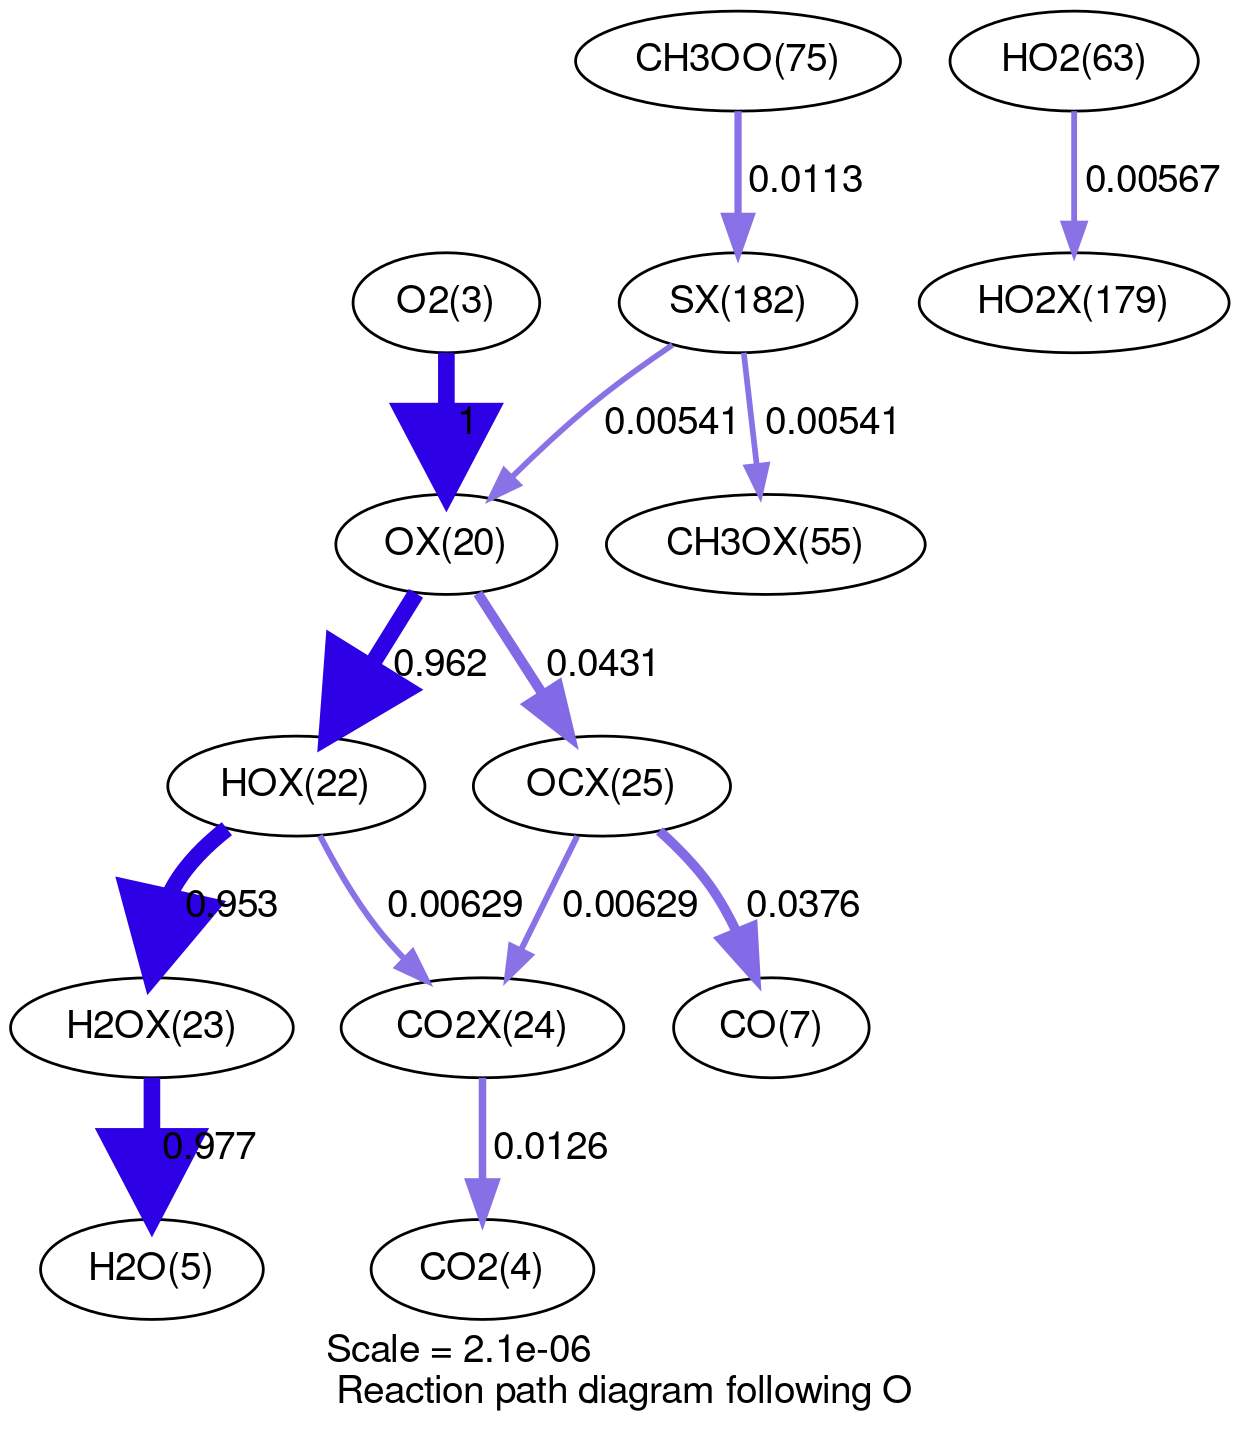 CH3OO(75)
HO2(63)
0.0113
0.00567
O2(3)
SX(182)
HO2X(179)
1
0.00541
0.00541
OX(20)
CH3OX(55)
0.962
0.0431
HOX(22)
OCX(25)
0.953
0.00629
0.00629
0.0376
H2OX(23)
CO2X(24)
CO(7)
0.977
0.0126
H2O(5)
CO2(4)
Scale = 2.1e-06
Reaction path diagram following O